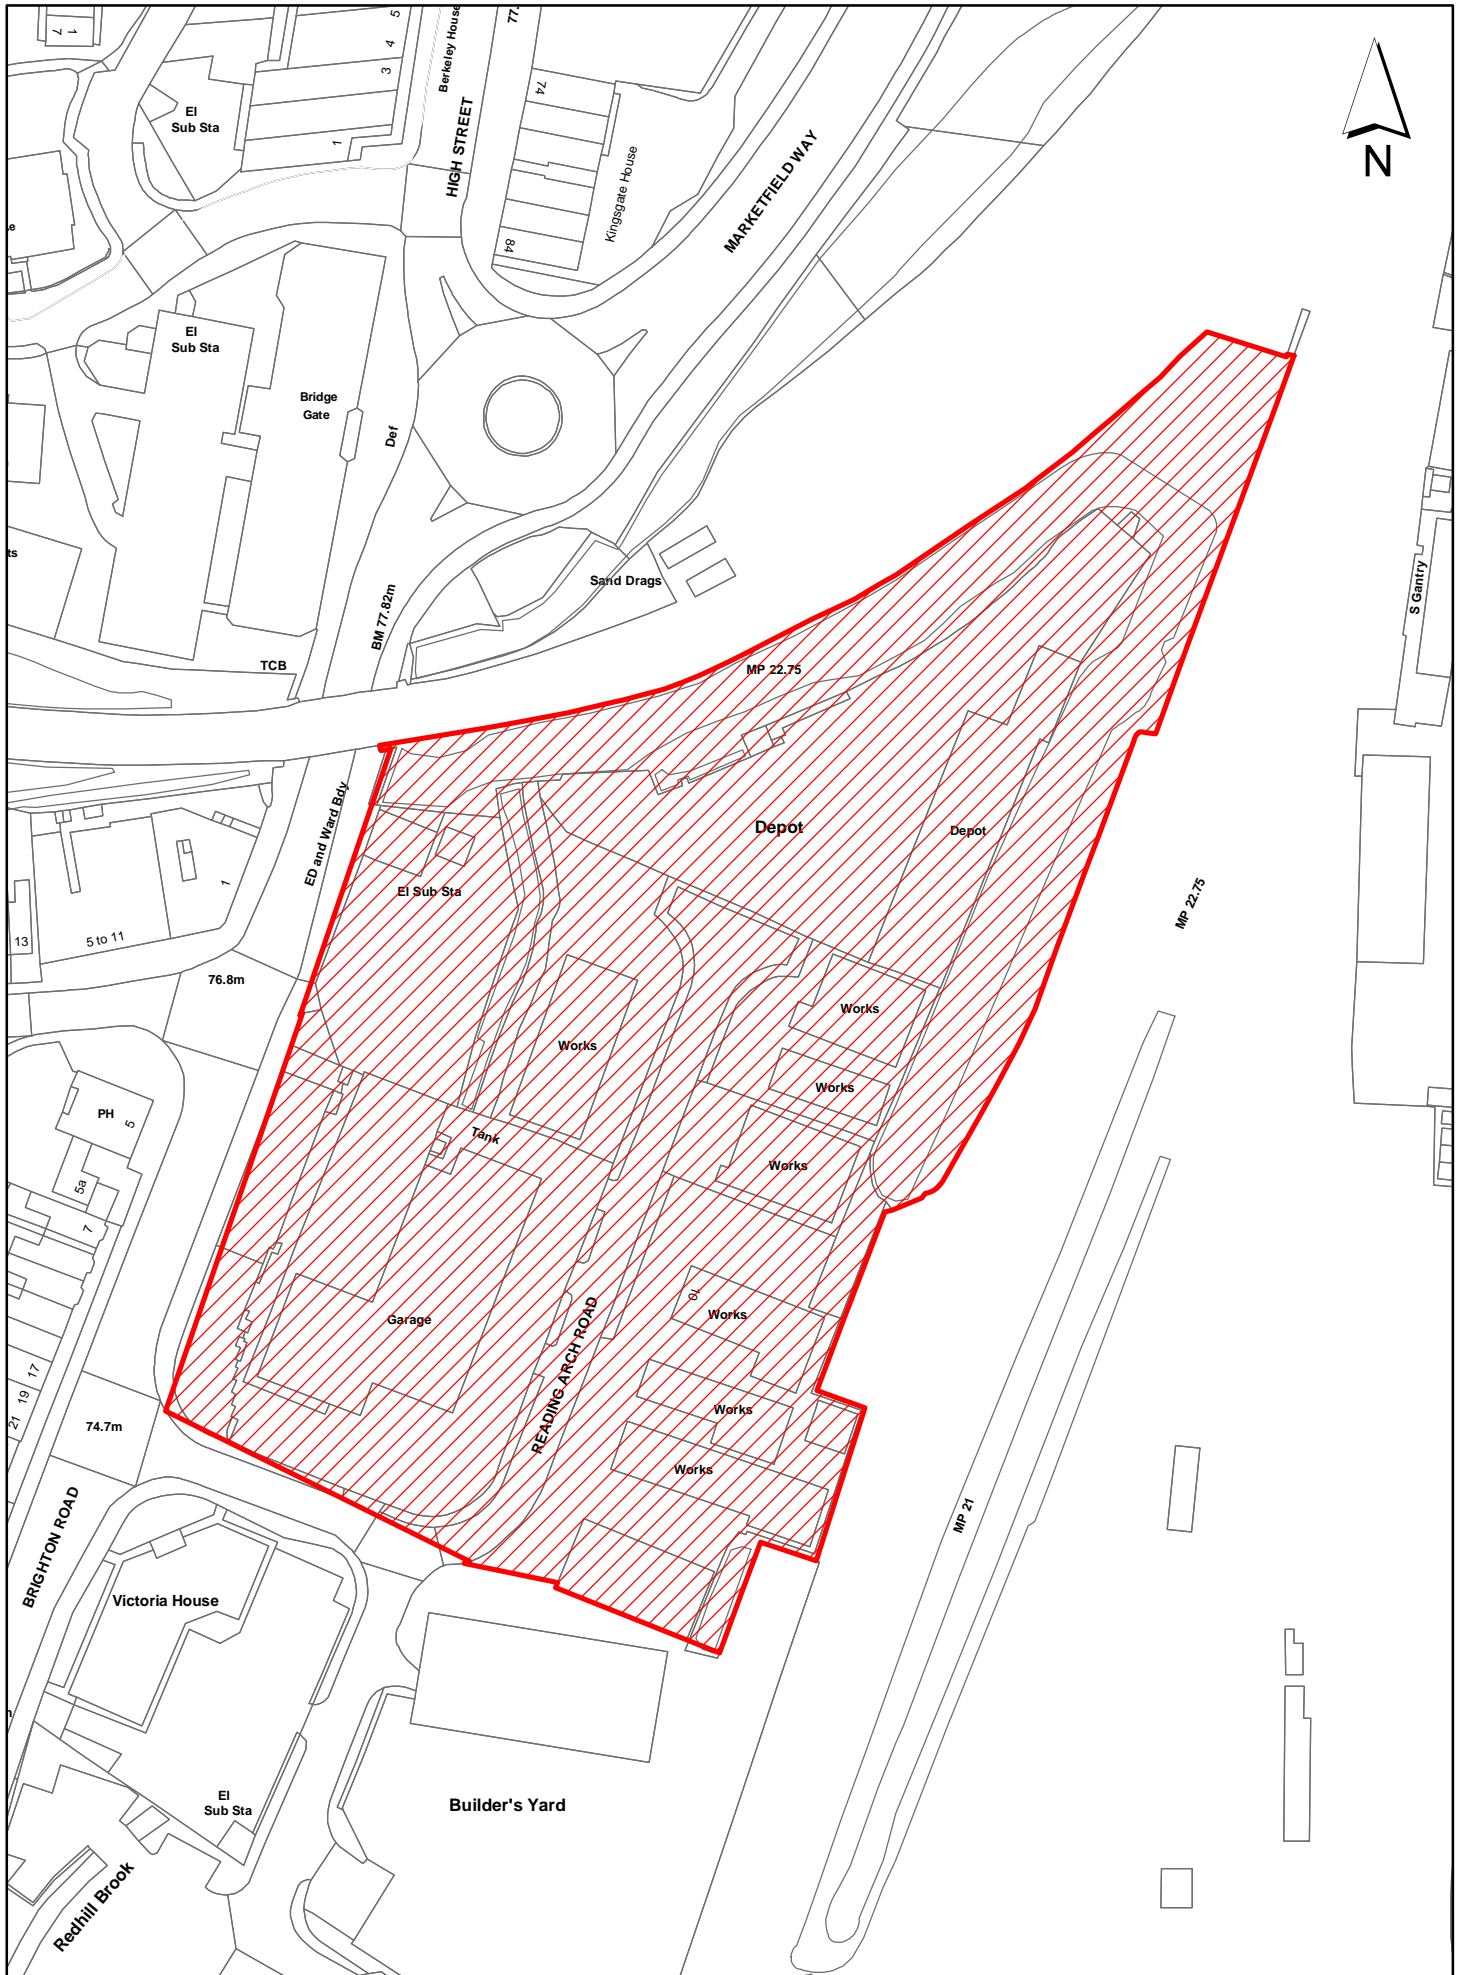 1
7
5
4
3
1
Berkeley House
77.
HIGH STREET
El
Sub Sta
74
84
Kingsgate House
MARKETFIELD WAY
N
El
Sub Sta
Bridge
Gate
Def
ts
Sand Drags
S Gantry
BM 77.82m
TCB
MP 22.75
ED and Ward Bdy
Depot
Depot
El Sub Sta
1
13
5 to 11
MP 22.75
76.8m
Works
Works
Works
PH
5
Tank
Works
5a
7
10
Works
Garage
READING ARCH ROAD
17
19
21
Works
74.7m
Works
MP 21
BRIGHTON ROAD
Victoria House
El
Sub Sta
Builder's Yard
Redhill Brook